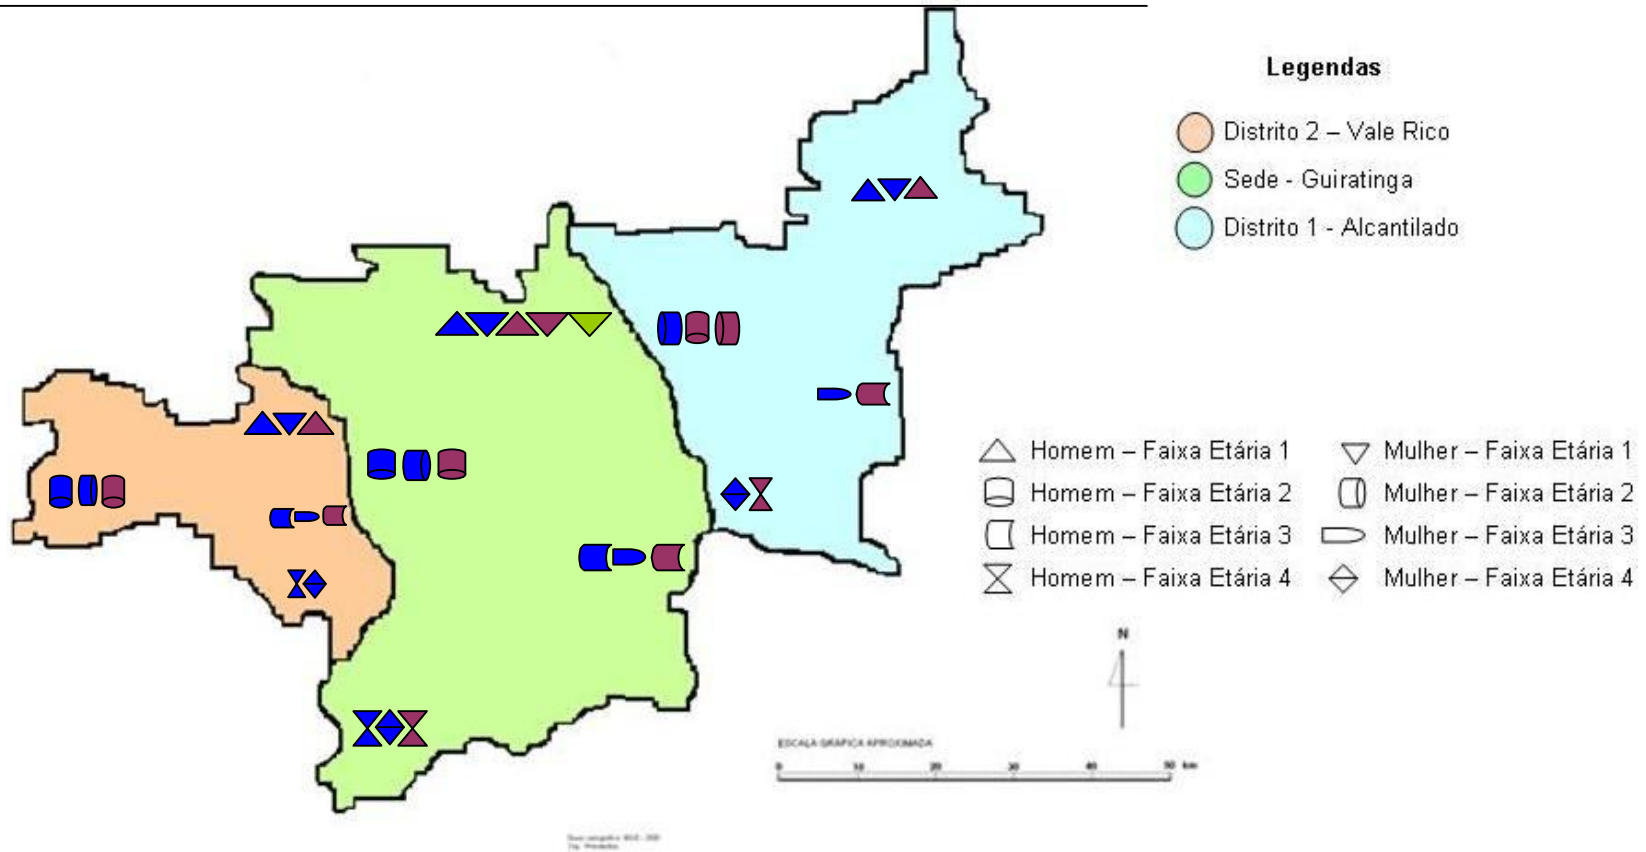 Legendas
Distrito 2 – Vale Rico
Sede - Guiratinga
Distrito 1 - Alcantilado
Homem – Faixa Etária 1
Mulher – Faixa Etária 1
Homem – Faixa Etária 2
Mulher – Faixa Etária 2
Homem – Faixa Etária 3
Mulher – Faixa Etária 3
Homem – Faixa Etária 4
Mulher – Faixa Etária 4
N
ESCALA GRÁFICA APROXIMADA
0 10 20 30 40 50 km